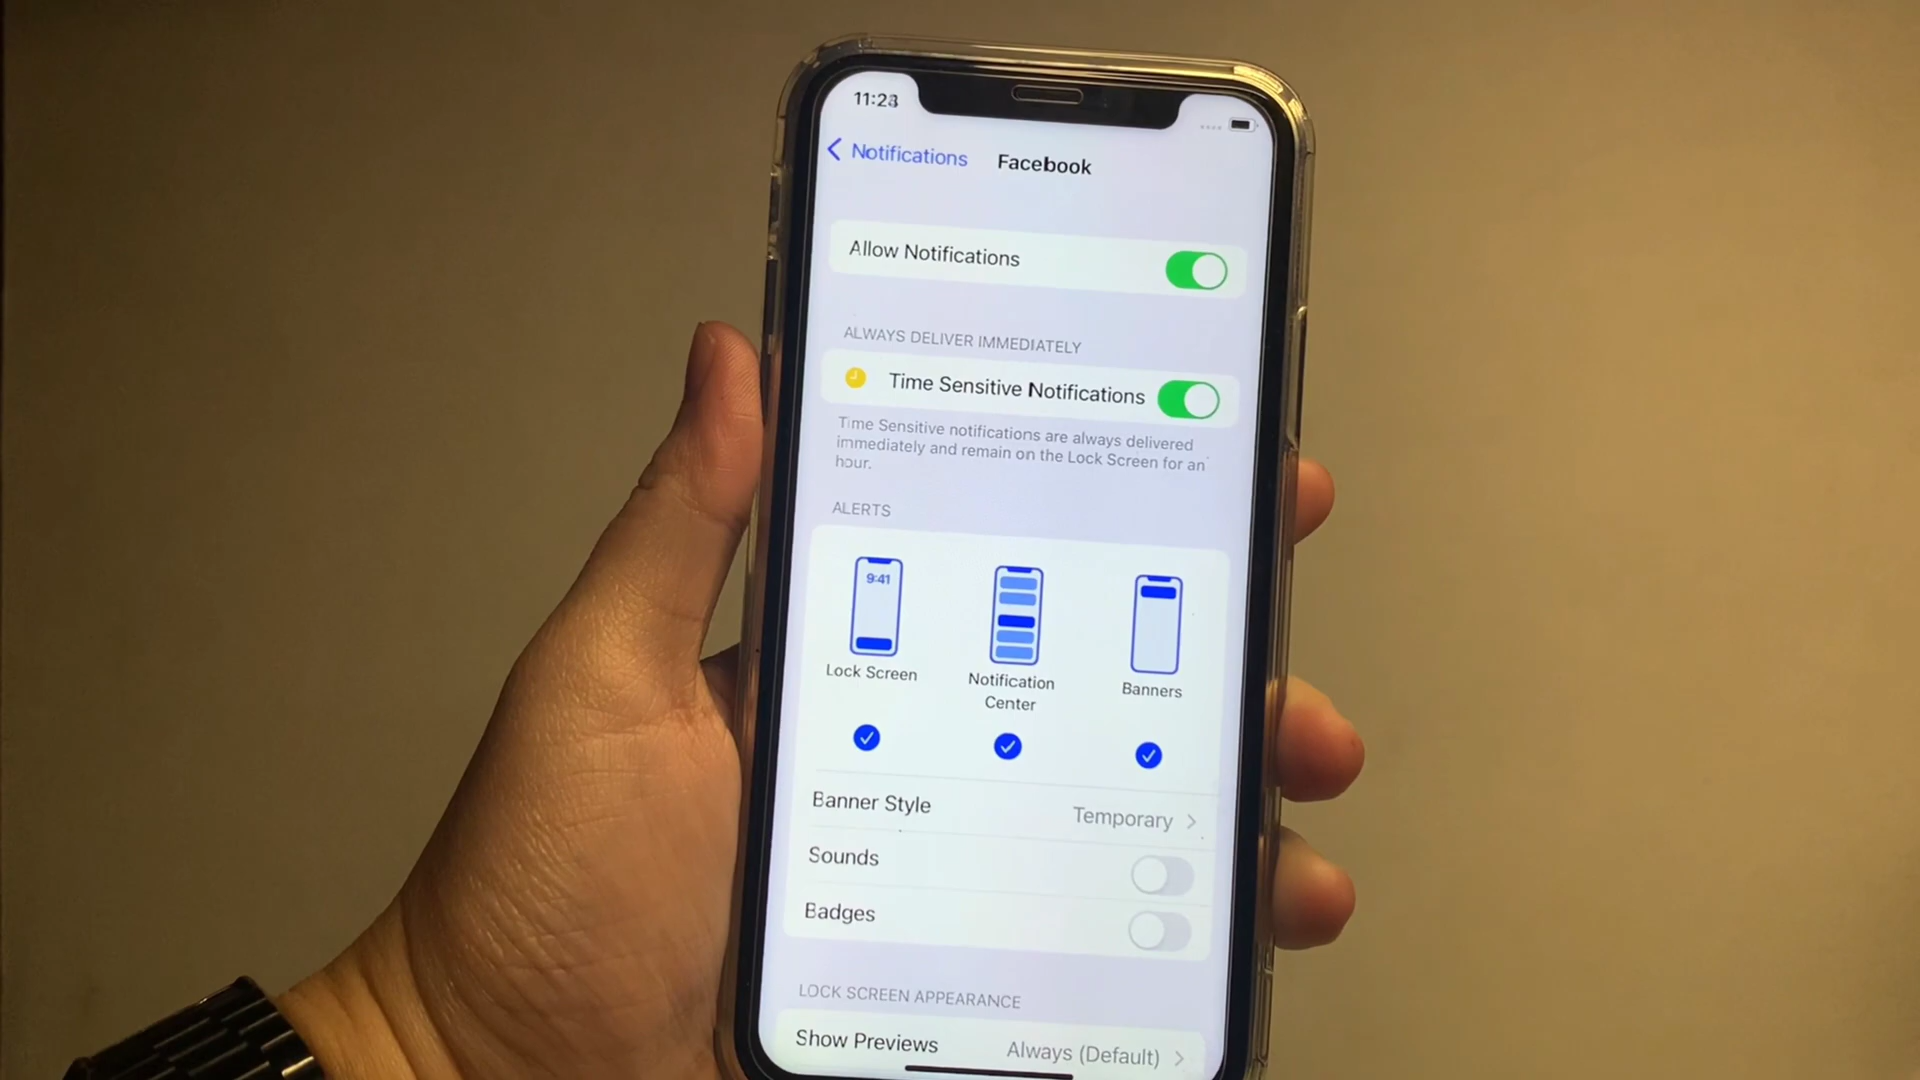 11:23
Notifications
Facebook
Allow Notifications
ALWAYS DELIVER IMMEDIATELY
Time Sensitive Notifications
Time Sensitive notifications are always delivered
immediately and remain on the Lock Screen for an
hour.
ALERTS
9:41
Lock Screen
Notification
Center
Banners
Banner Style
Temporary
Sounds
Badges
LOCK SCREEN APPEARANCE
Show Previews
Always (Default)